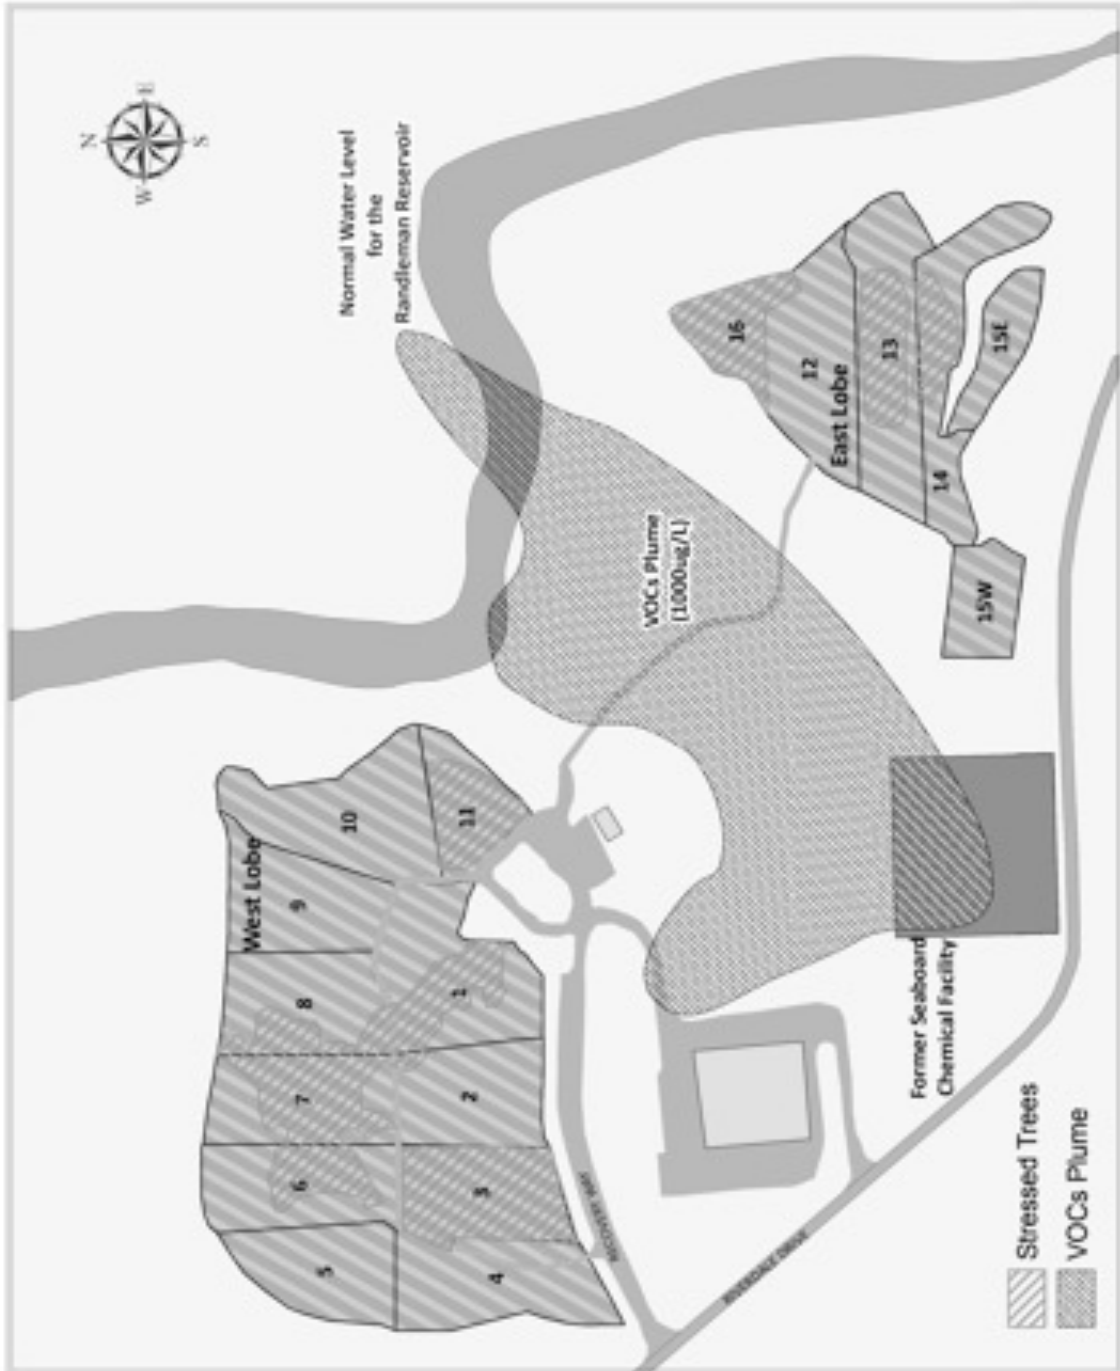 N
E
S
W
Normal Water Level
for the
Randleman Reservoir
West Lobe
10
11
9
8
1
7
2
6
3
5
4
VOCs Plume
(1000ug/L)
16
12
13
East Lobe
14
15E
15W
Former Seaboard
Chemical Facility
RIVERDALE DRIVE
Stressed Trees
VOCs Plume